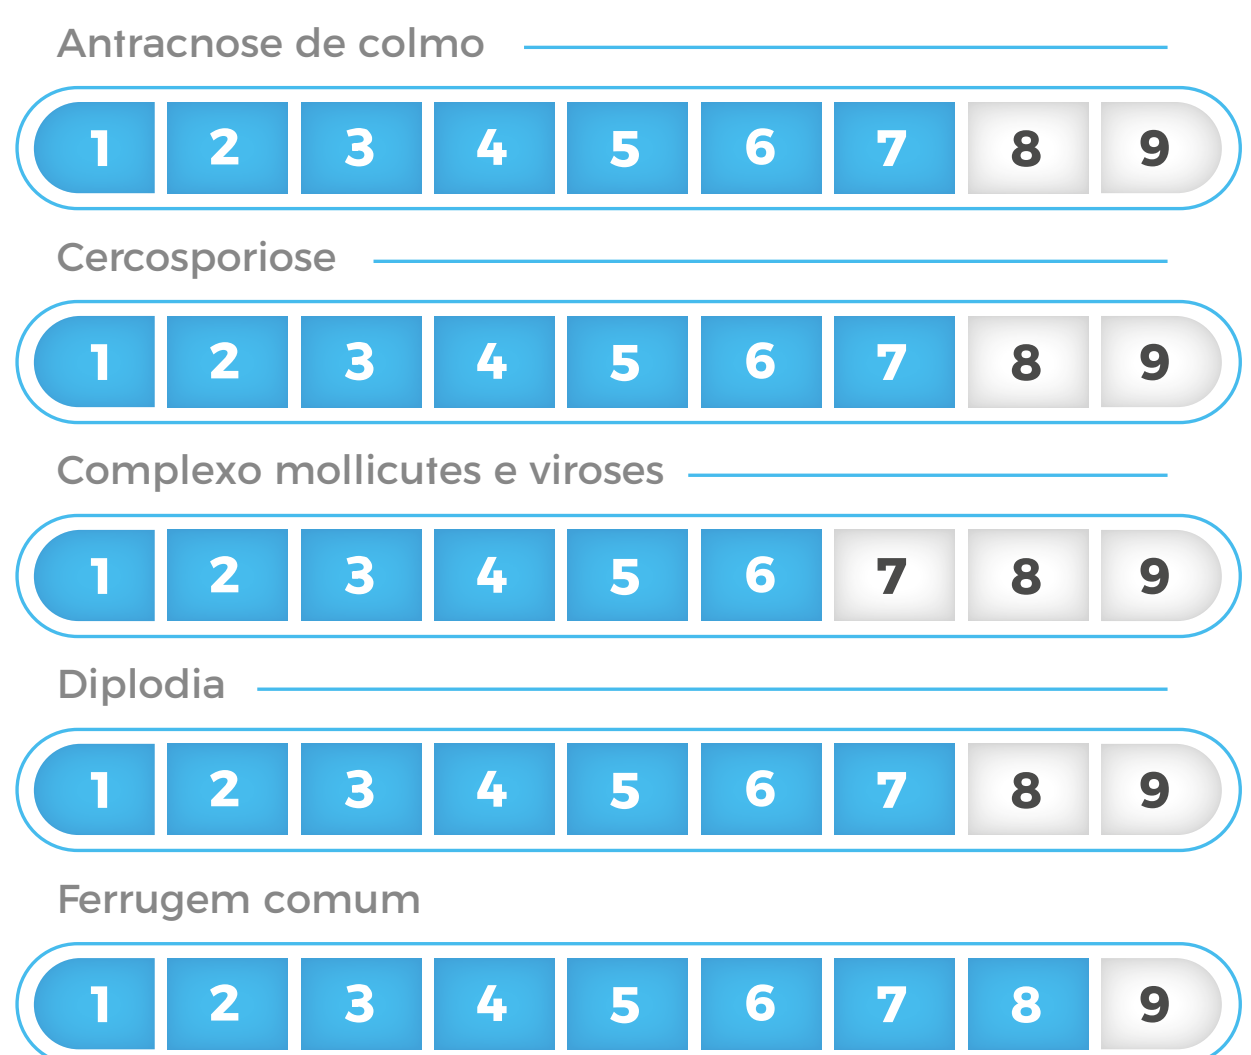 Antracnose de colmo
1 2 3 4 5 6 7 8 9
Cercosporiose
1 2 3 4 5 6 7 8 9
Complexo mollicutes e viroses
1 2 3 4 5 6 7 8 9
Diplodia
1 2 3 4 5 6 7 8 9
Ferrugem comum
1 2 3 4 5 6 7 8 9